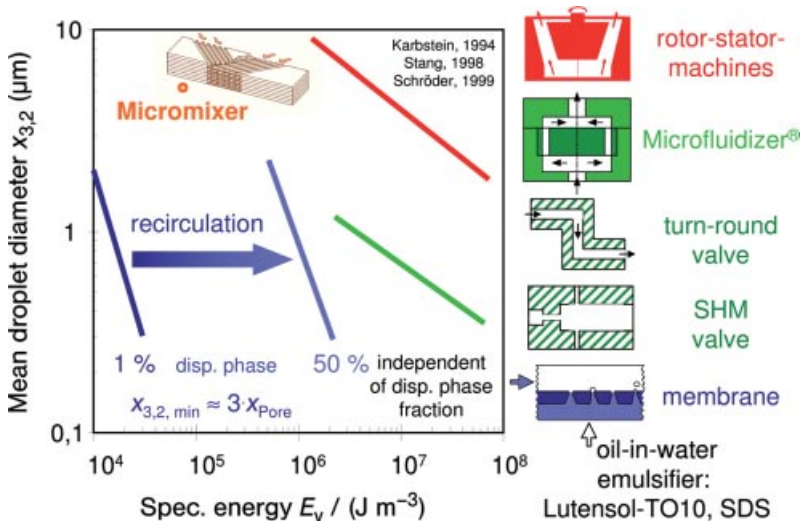 Mean droplet diameter x3,2 (µm)
10
1
0,1
Karbstein, 1994
Stang, 1998
Schröder, 1999
Micromixer
recirculation
1 % disp. phase
x3,2, min ≈ 3·xPore
50 % independent
of disp. phase
fraction
10⁴ 10⁵ 10⁶ 10⁷ 10⁸
Spec. energy Ev / (J m⁻³)
rotor-stator-
machines
Microfluidizer®
turn-round
valve
SHM
valve
membrane
oil-in-water
emulsifier:
Lutensol-TO10, SDS